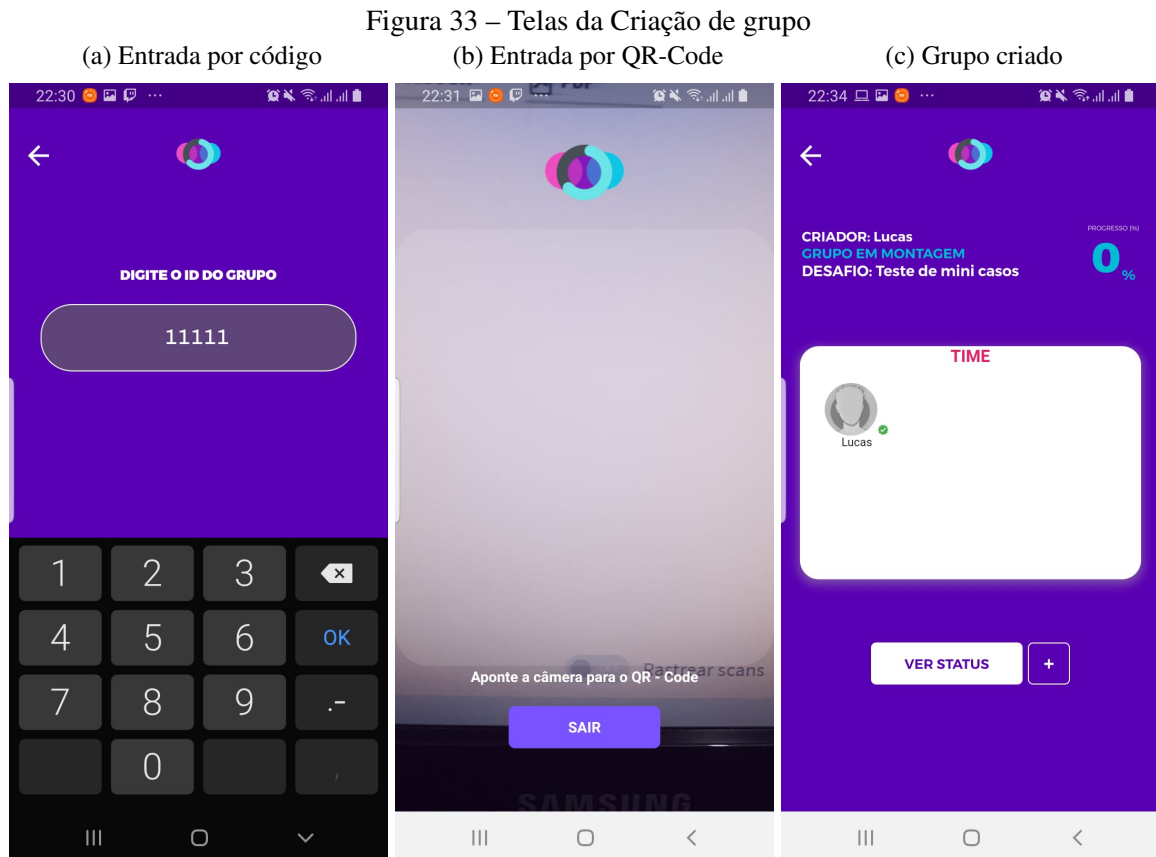 Figura 33 – Telas da Criação de grupo
(a) Entrada por código
(b) Entrada por QR-Code
(c) Grupo criado
22:30
DIGITE O ID DO GRUPO
11111
1 2 3
4 5 6 OK
7 8 9 .-
0 ,
22:31
PDF
Rastrear scans
Aponte a câmera para o QR - Code
SAIR
SAMSUNG
22:34
PROGRESSO (%)
CRIADOR: Lucas
GRUPO EM MONTAGEM
DESAFIO: Teste de mini casos
0%
TIME
Lucas
VER STATUS +